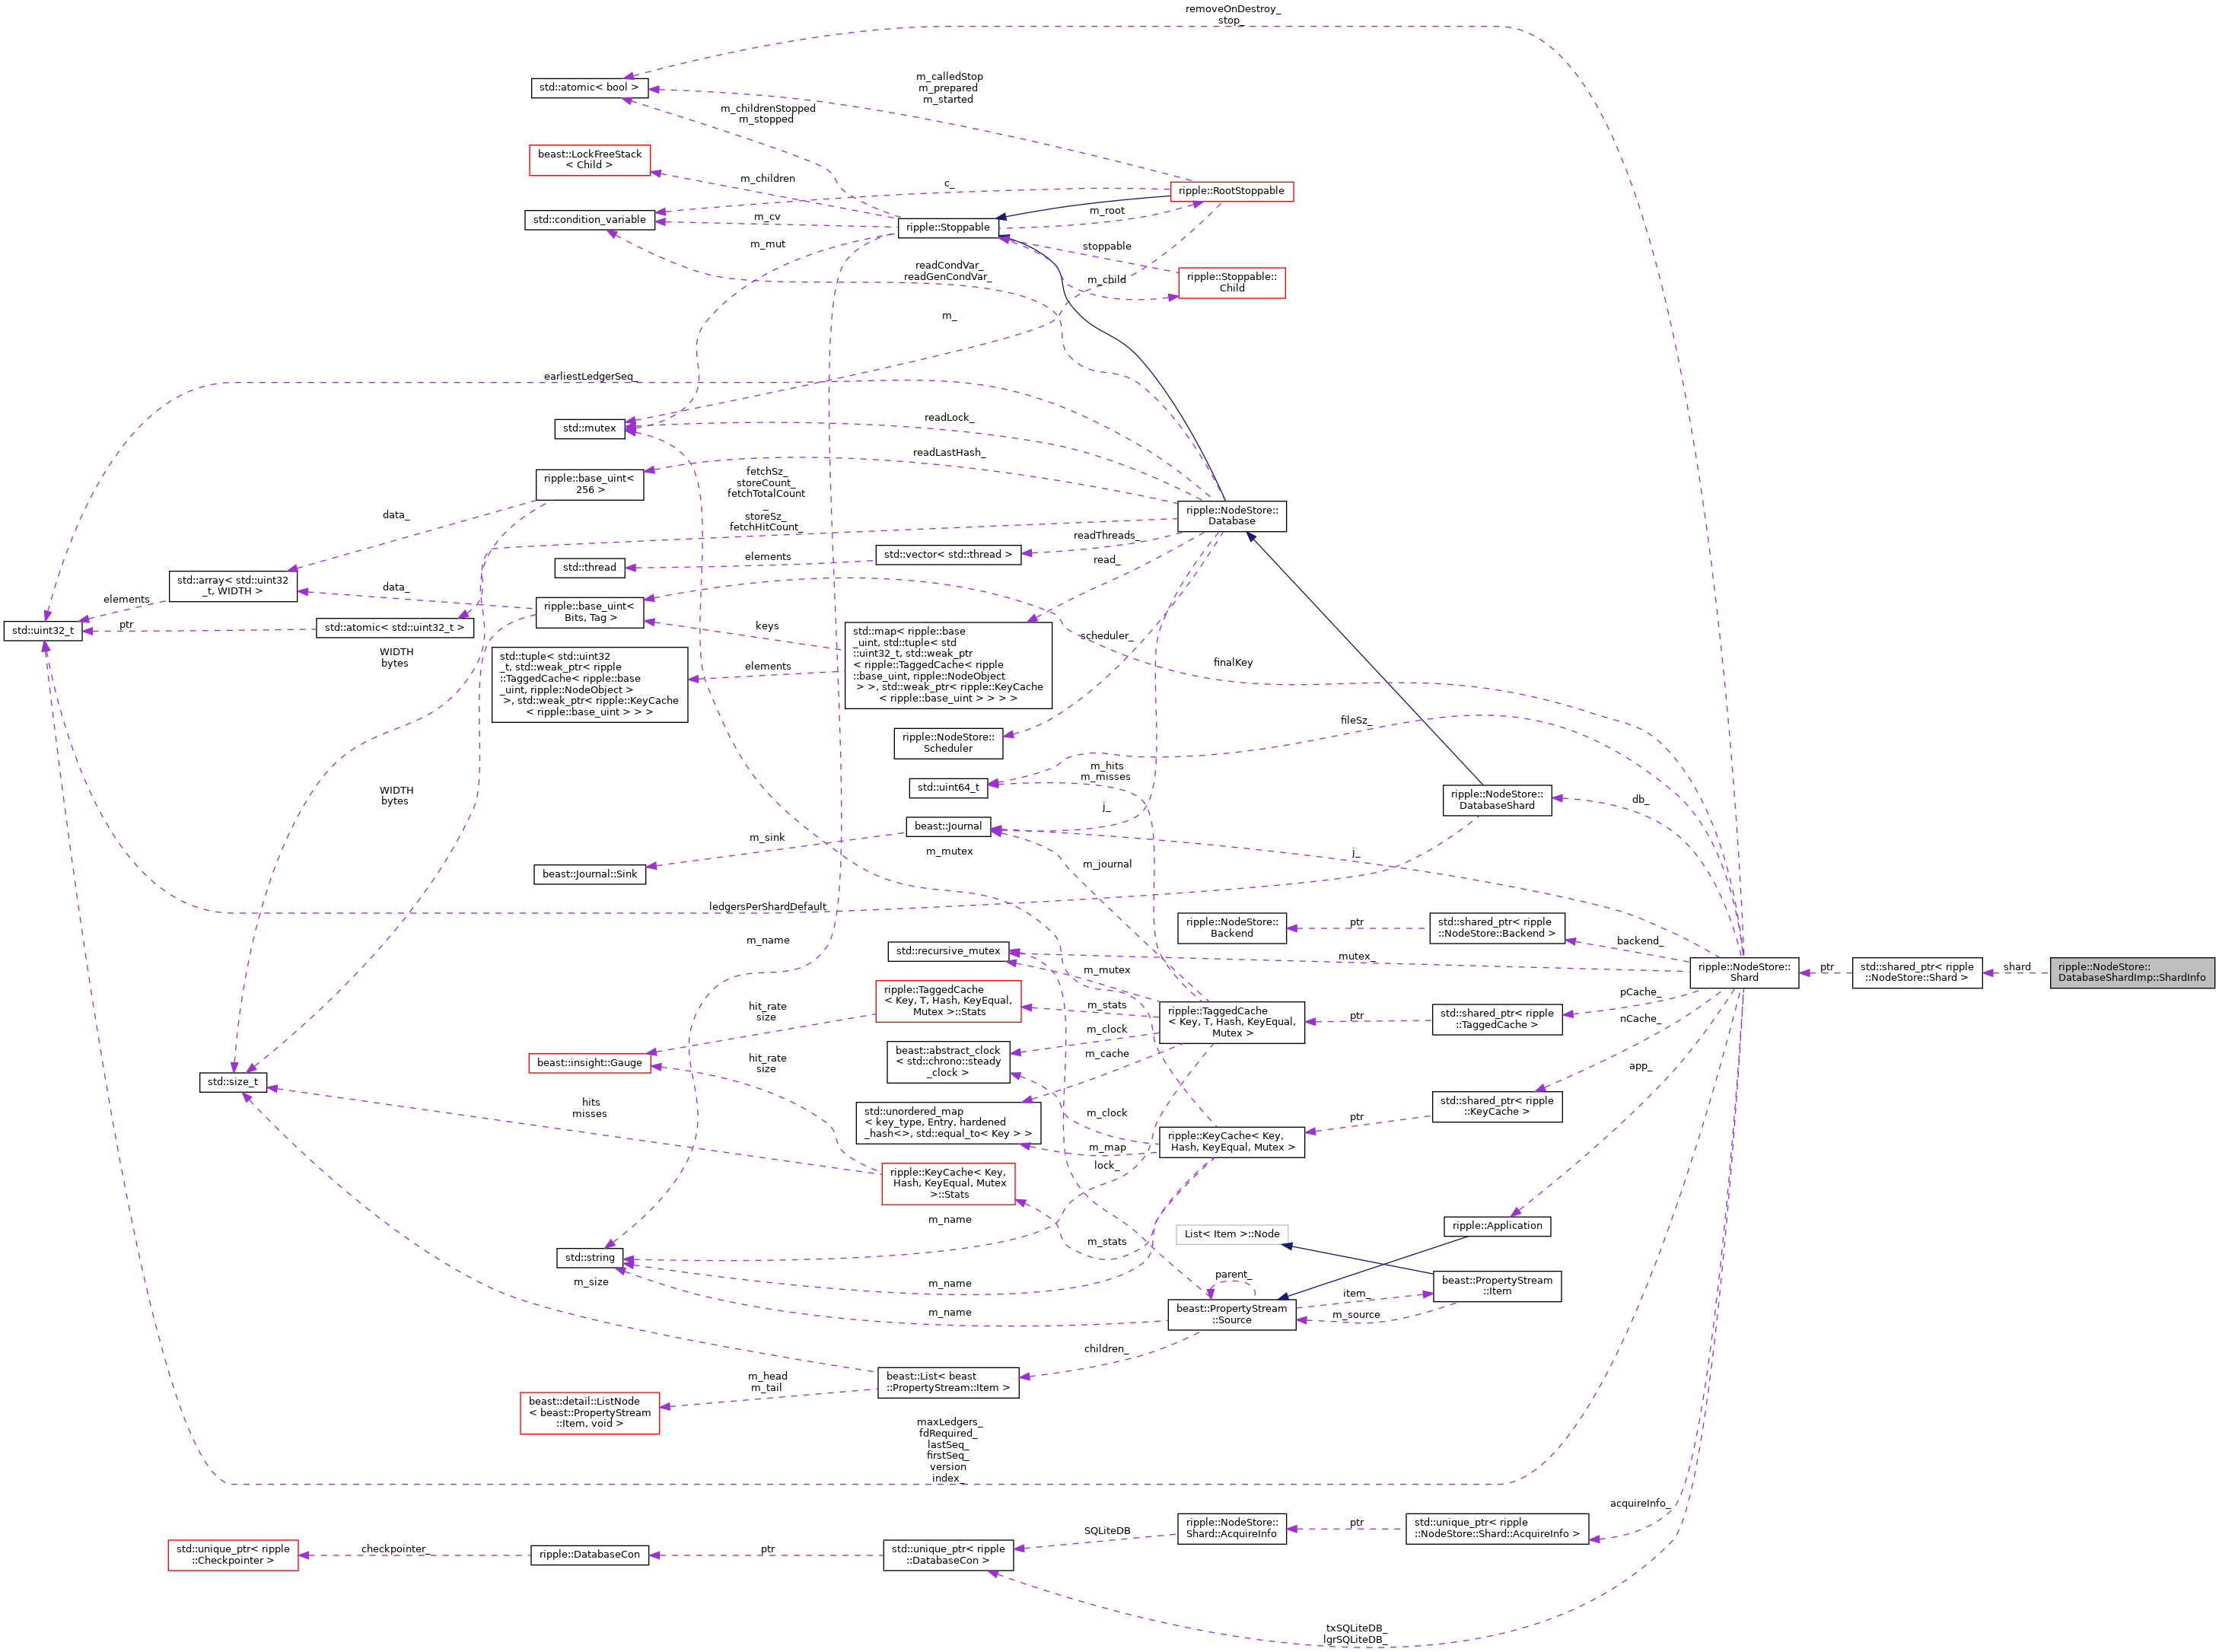 removeOnDestroy_
stop_
std::atomic< bool >
m_calledStop
m_prepared
m_started
m_childrenStopped
m_stopped
beast::LockFreeStack
< Child >
m_children
c_
ripple::RootStoppable
std::condition_variable
m_cv
ripple::Stoppable
m_root
m_mut
stoppable
readCondVar_
readGenCondVar_
m_child
ripple::Stoppable::
Child
m_
earliestLedgerSeq_
std::mutex
readLock_
readLastHash_
ripple::base_uint<
256 >
fetchSz_
storeCount_
fetchTotalCount
_
storeSz_
fetchHitCount_
ripple::NodeStore::
Database
data_
readThreads_
std::vector< std::thread >
elements
std::thread
read_
std::array< std::uint32
_t, WIDTH >
data_
elements
ripple::base_uint<
Bits, Tag >
std::uint32_t
ptr
std::atomic< std::uint32_t >
keys
std::map< ripple::base
_uint, std::tuple< std
::uint32_t, std::weak_ptr
< ripple::TaggedCache< ripple
::base_uint, ripple::NodeObject
> >, std::weak_ptr< ripple::KeyCache
< ripple::base_uint > > > >
scheduler_
finalKey
WIDTH
bytes
std::tuple< std::uint32
_t, std::weak_ptr< ripple
::TaggedCache< ripple::base
_uint, ripple::NodeObject >
>, std::weak_ptr< ripple::KeyCache
< ripple::base_uint > > >
elements
fileSz_
ripple::NodeStore::
Scheduler
m_hits
m_misses
std::uint64_t
WIDTH
bytes
ripple::NodeStore::
DatabaseShard
db_
j_
beast::Journal
m_sink
m_mutex
m_journal
j_
beast::Journal::Sink
ledgersPerShardDefault
ripple::NodeStore::
Backend
ptr
std::shared_ptr< ripple
::NodeStore::Backend >
backend_
m_name
std::recursive_mutex
mutex_
ripple::NodeStore::
Shard
ptr
std::shared_ptr< ripple
::NodeStore::Shard >
shard
ripple::NodeStore::
DatabaseShardImp::ShardInfo
m_mutex
ripple::TaggedCache
< Key, T, Hash, KeyEqual,
Mutex >::Stats
m_stats
pCache_
hit_rate
size
ripple::TaggedCache
< Key, T, Hash, KeyEqual,
Mutex >
ptr
std::shared_ptr< ripple
::TaggedCache >
nCache_
m_clock
beast::abstract_clock
< std::chrono::steady
_clock >
m_cache
beast::insight::Gauge
hit_rate
size
app_
std::size_t
hits
misses
std::unordered_map
< key_type, Entry, hardened
_hash<>, std::equal_to< Key > >
m_clock
std::shared_ptr< ripple
::KeyCache >
ptr
ripple::KeyCache< Key,
Hash, KeyEqual, Mutex >
m_map
lock_
ripple::KeyCache< Key,
Hash, KeyEqual, Mutex
>::Stats
m_name
List< Item >::Node
ripple::Application
m_stats
std::string
m_size
m_name
parent_
beast::PropertyStream
::Item
item_
m_name
beast::PropertyStream
::Source
m_source
children_
m_head
m_tail
beast::List< beast
::PropertyStream::Item >
beast::detail::ListNode
< beast::PropertyStream
::Item, void >
maxLedgers_
fdRequired_
lastSeq_
firstSeq_
version
index_
acquireInfo_
SQLiteDB
ripple::NodeStore::
Shard::AcquireInfo
ptr
std::unique_ptr< ripple
::NodeStore::Shard::AcquireInfo >
std::unique_ptr< ripple
::Checkpointer >
checkpointer_
ripple::DatabaseCon
ptr
std::unique_ptr< ripple
::DatabaseCon >
txSQLiteDB_
lgrSQLiteDB_